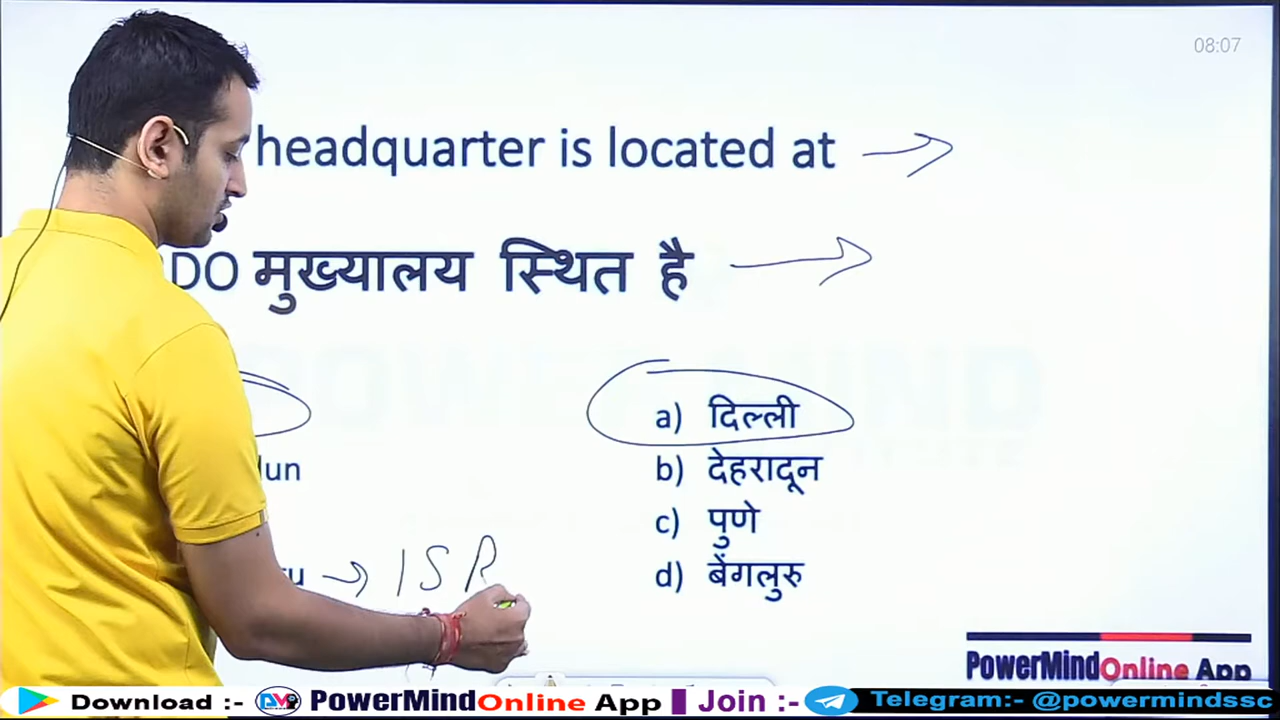 08:07
headquarter is located at
DO मुख्यालय स्थित है
a) दिल्ली
b) देहरादून
c) पुणे
d) बेंगलुरु
ISR
PowerMindOnline App
Download :- PowerMindOnline App Join :- Telegram:- @powermindssc